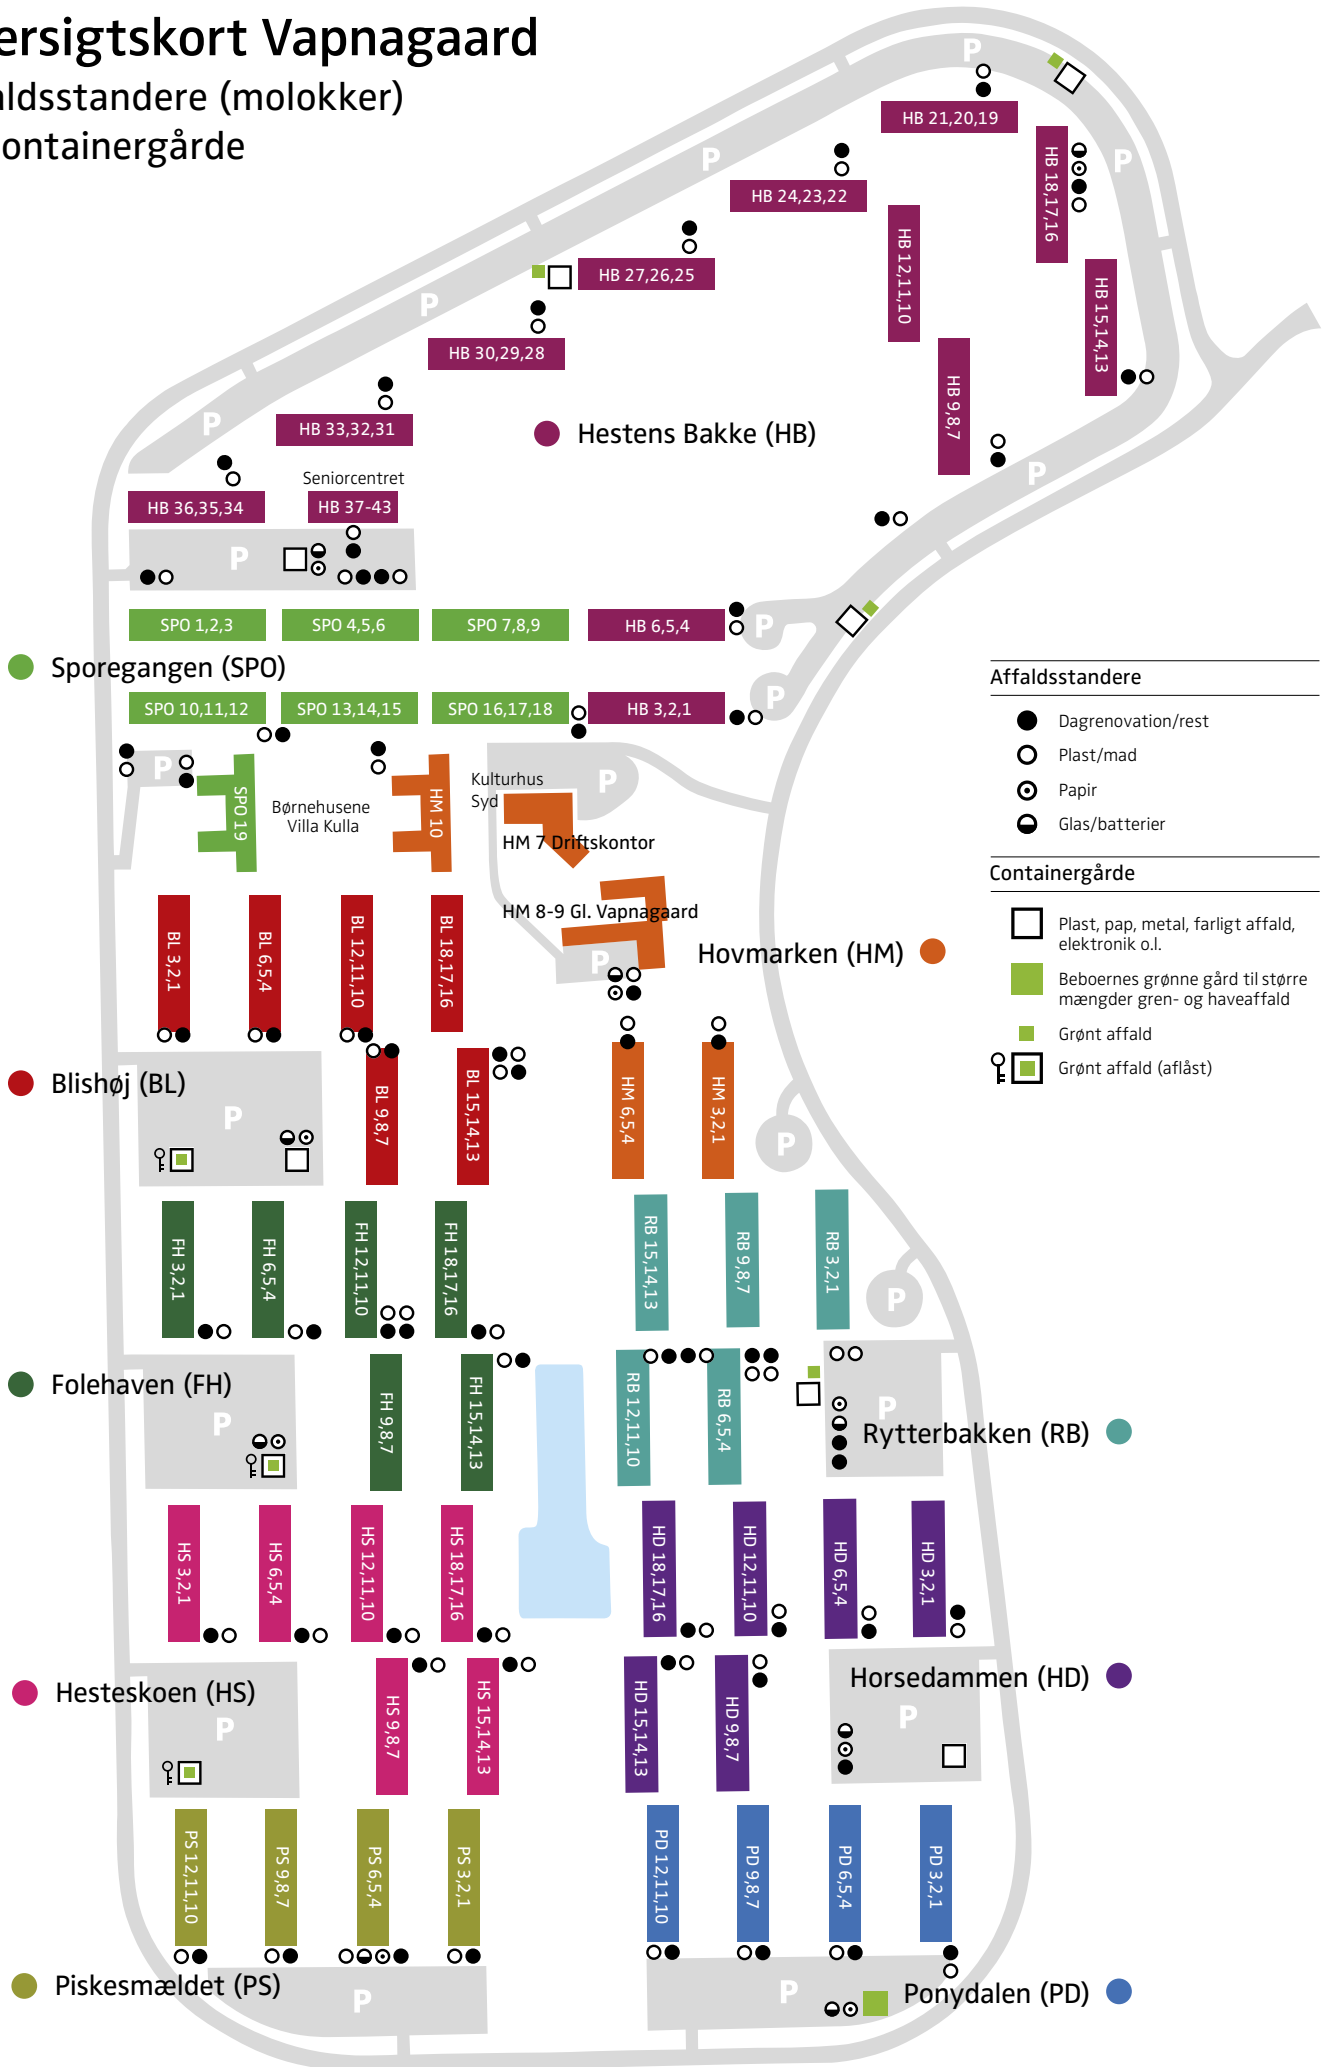 ersigtskort Vapnagaard
ldsstandere (molokker)
ontainergårde
P
HB 21,20,19
HB 18,17,16
P
P
HB 24,23,22
HB 12,11,10
HB 27,26,25
HB 15,14,13
P
HB 30,29,28
HB 9,8,7
P
HB 33,32,31
Hestens Bakke (HB)
P
Seniorcentret
HB 36,35,34
HB 37-43
P
SPO 1,2,3
SPO 4,5,6
SPO 7,8,9
HB 6,5,4
P
Sporegangen (SPO)
P
SPO 10,11,12
SPO 13,14,15
SPO 16,17,18
HB 3,2,1
Affaldsstandere
Dagrenovation/rest
Plast/mad
Papir
Glas/batterier
Containergårde
Plast, pap, metal, farligt affald,
elektronik o.l.
Beboernes grønne gård til større
mængder gren- og haveaffald
Grønt affald
Grønt affald (aflåst)
P
SPO 19
Børnehusene
Villa Kulla
HM 10
Kulturhus
Syd
P
HM 7 Driftskontor
HM 8-9 Gl. Vapnagaard
P
Hovmarken (HM)
BL 3,2,1
BL 6,5,4
BL 12,11,10
BL 18,17,16
Blishøj (BL)
P
BL 9,8,7
BL 15,14,13
HM 6,5,4
HM 3,2,1
P
FH 3,2,1
FH 6,5,4
FH 12,11,10
FH 18,17,16
RB 15,14,13
RB 9,8,7
RB 3,2,1
P
Folehaven (FH)
P
FH 9,8,7
FH 15,14,13
RB 12,11,10
RB 6,5,4
P
Rytterbakken (RB)
HS 3,2,1
HS 6,5,4
HS 12,11,10
HS 18,17,16
HD 18,17,16
HD 12,11,10
HD 6,5,4
HD 3,2,1
Hesteskoen (HS)
P
HS 9,8,7
HS 15,14,13
HD 15,14,13
HD 9,8,7
Horsedammen (HD)
P
PS 12,11,10
PS 9,8,7
PS 6,5,4
PS 3,2,1
PD 12,11,10
PD 9,8,7
PD 6,5,4
PD 3,2,1
Piskesmældet (PS)
P
P
Ponydalen (PD)